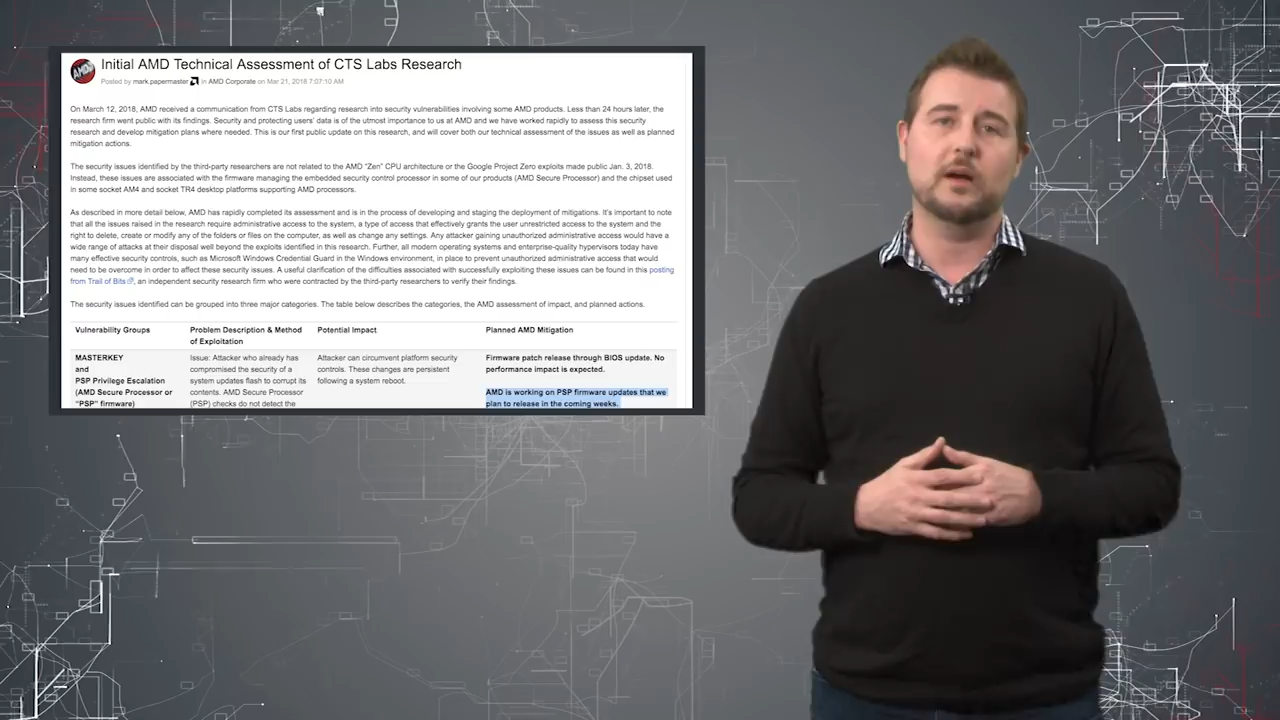 Initial AMD Technical Assessment of CTS Labs Research
AMD
Posted by mark.papermaster in AMD Corporate on Mar 21, 2018 7:07:10 AM
On March 12, 2018, AMD received a communication from CTS Labs regarding research into security vulnerabilities involving some AMD products. Less than 24 hours later, the
research firm went public with its findings. Security and protecting users' data is of the utmost importance to us at AMD and we have worked rapidly to assess this security
research and develop mitigation plans where needed. This is our first public update on this research, and will cover both our technical assessment of the issues as well as planned
mitigation actions.
The security issues identified by the third-party researchers are not related to the AMD "Zen" CPU architecture or the Google Project Zero exploits made public Jan. 3, 2018.
Instead, these issues are associated with the firmware managing the embedded security control processor in some of our products (AMD Secure Processor) and the chipset used
in some socket AM4 and socket TR4 desktop platforms supporting AMD processors.
As described in more detail below, AMD has rapidly completed its assessment and is in the process of developing and staging the deployment of mitigations. It's important to note
that all the issues raised in the research require administrative access to the system, a type of access that effectively grants the user unrestricted access to the system and the
right to delete, create or modify any of the folders or files on the computer, as well as change any settings. Any attacker gaining unauthorized administrative access would have a
wide range of attacks at their disposal well beyond the exploits identified in this research. Further, all modern operating systems and enterprise-quality hypervisors today have
many effective security controls, such as Microsoft Windows Credential Guard in the Windows environment, in place to prevent unauthorized administrative access that would
need to be overcome in order to affect these security issues. A useful clarification of the difficulties associated with successfully exploiting these issues can be found in this posting
from Trail of Bits, an independent security research firm who were contracted by the third-party researchers to verify their findings.
The security issues identified can be grouped into three major categories. The table below describes the categories, the AMD assessment of impact, and planned actions.
Vulnerability Groups
Problem Description & Method
of Exploitation
Potential Impact
Planned AMD Mitigation
MASTERKEY
and
PSP Privilege Escalation
(AMD Secure Processor or
"PSP" firmware)
Issue: Attacker who already has
compromised the security of a
system updates flash to corrupt its
contents. AMD Secure Processor
(PSP) checks do not detect the
Attacker can circumvent platform security
controls. These changes are persistent
following a system reboot.
Firmware patch release through BIOS update. No
performance impact is expected.
AMD is working on PSP firmware updates that we
plan to release in the coming weeks.